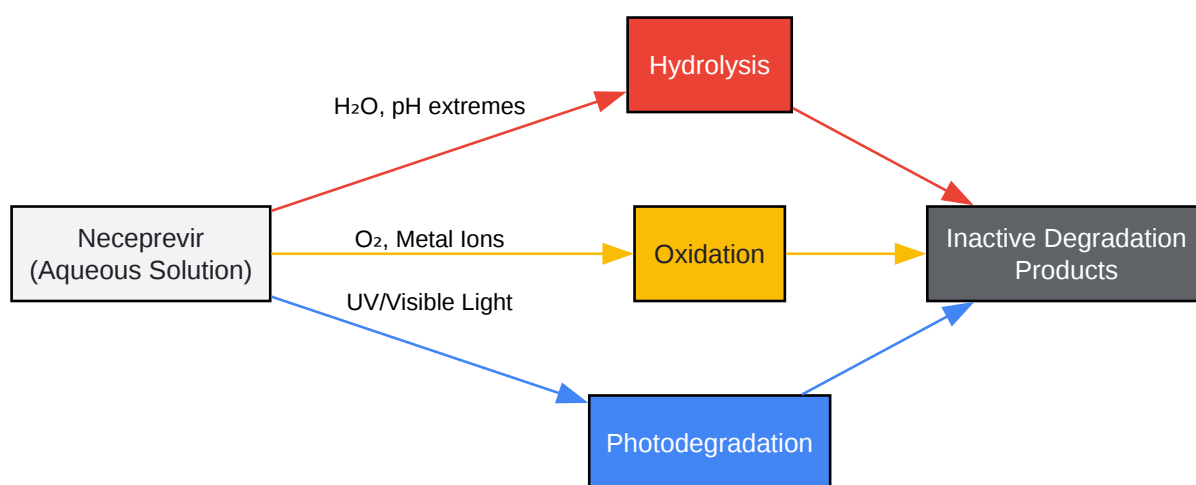 Hydrolysis
H₂O, pH extremes
Neceprevir
(Aqueous Solution)
O₂, Metal Ions
Oxidation
Inactive Degradation
Products
UV/Visible Light
Photodegradation